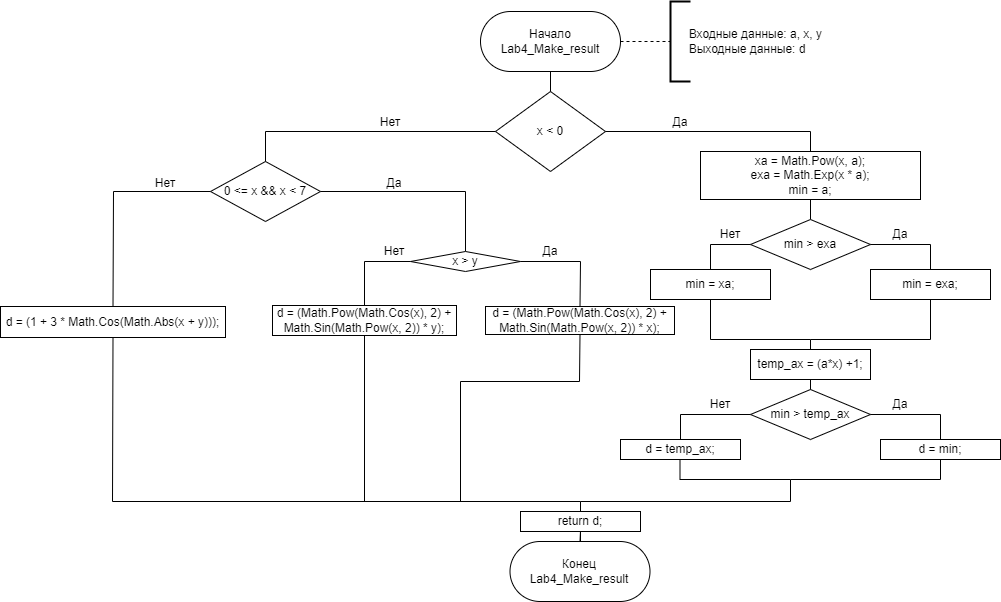 Начало
Lab4_Make_result
Входные данные: a, x, y
Выходные данные: d
x < 0
Нет
Да
0 <= x && x < 7
Нет
Да
xa = Math.Pow(x, a);
exa = Math.Exp(x * a);
min = a;
x > y
Нет
Да
min > exa
Нет
Да
min = xa;
min = exa;
d = (1 + 3 * Math.Cos(Math.Abs(x + y)));
d = (Math.Pow(Math.Cos(x), 2) +
Math.Sin(Math.Pow(x, 2)) * y);
d = (Math.Pow(Math.Cos(x), 2) +
Math.Sin(Math.Pow(x, 2)) * x);
temp_ax = (a*x) +1;
min > temp_ax
Нет
Да
d = temp_ax;
d = min;
return d;
Конец
Lab4_Make_result